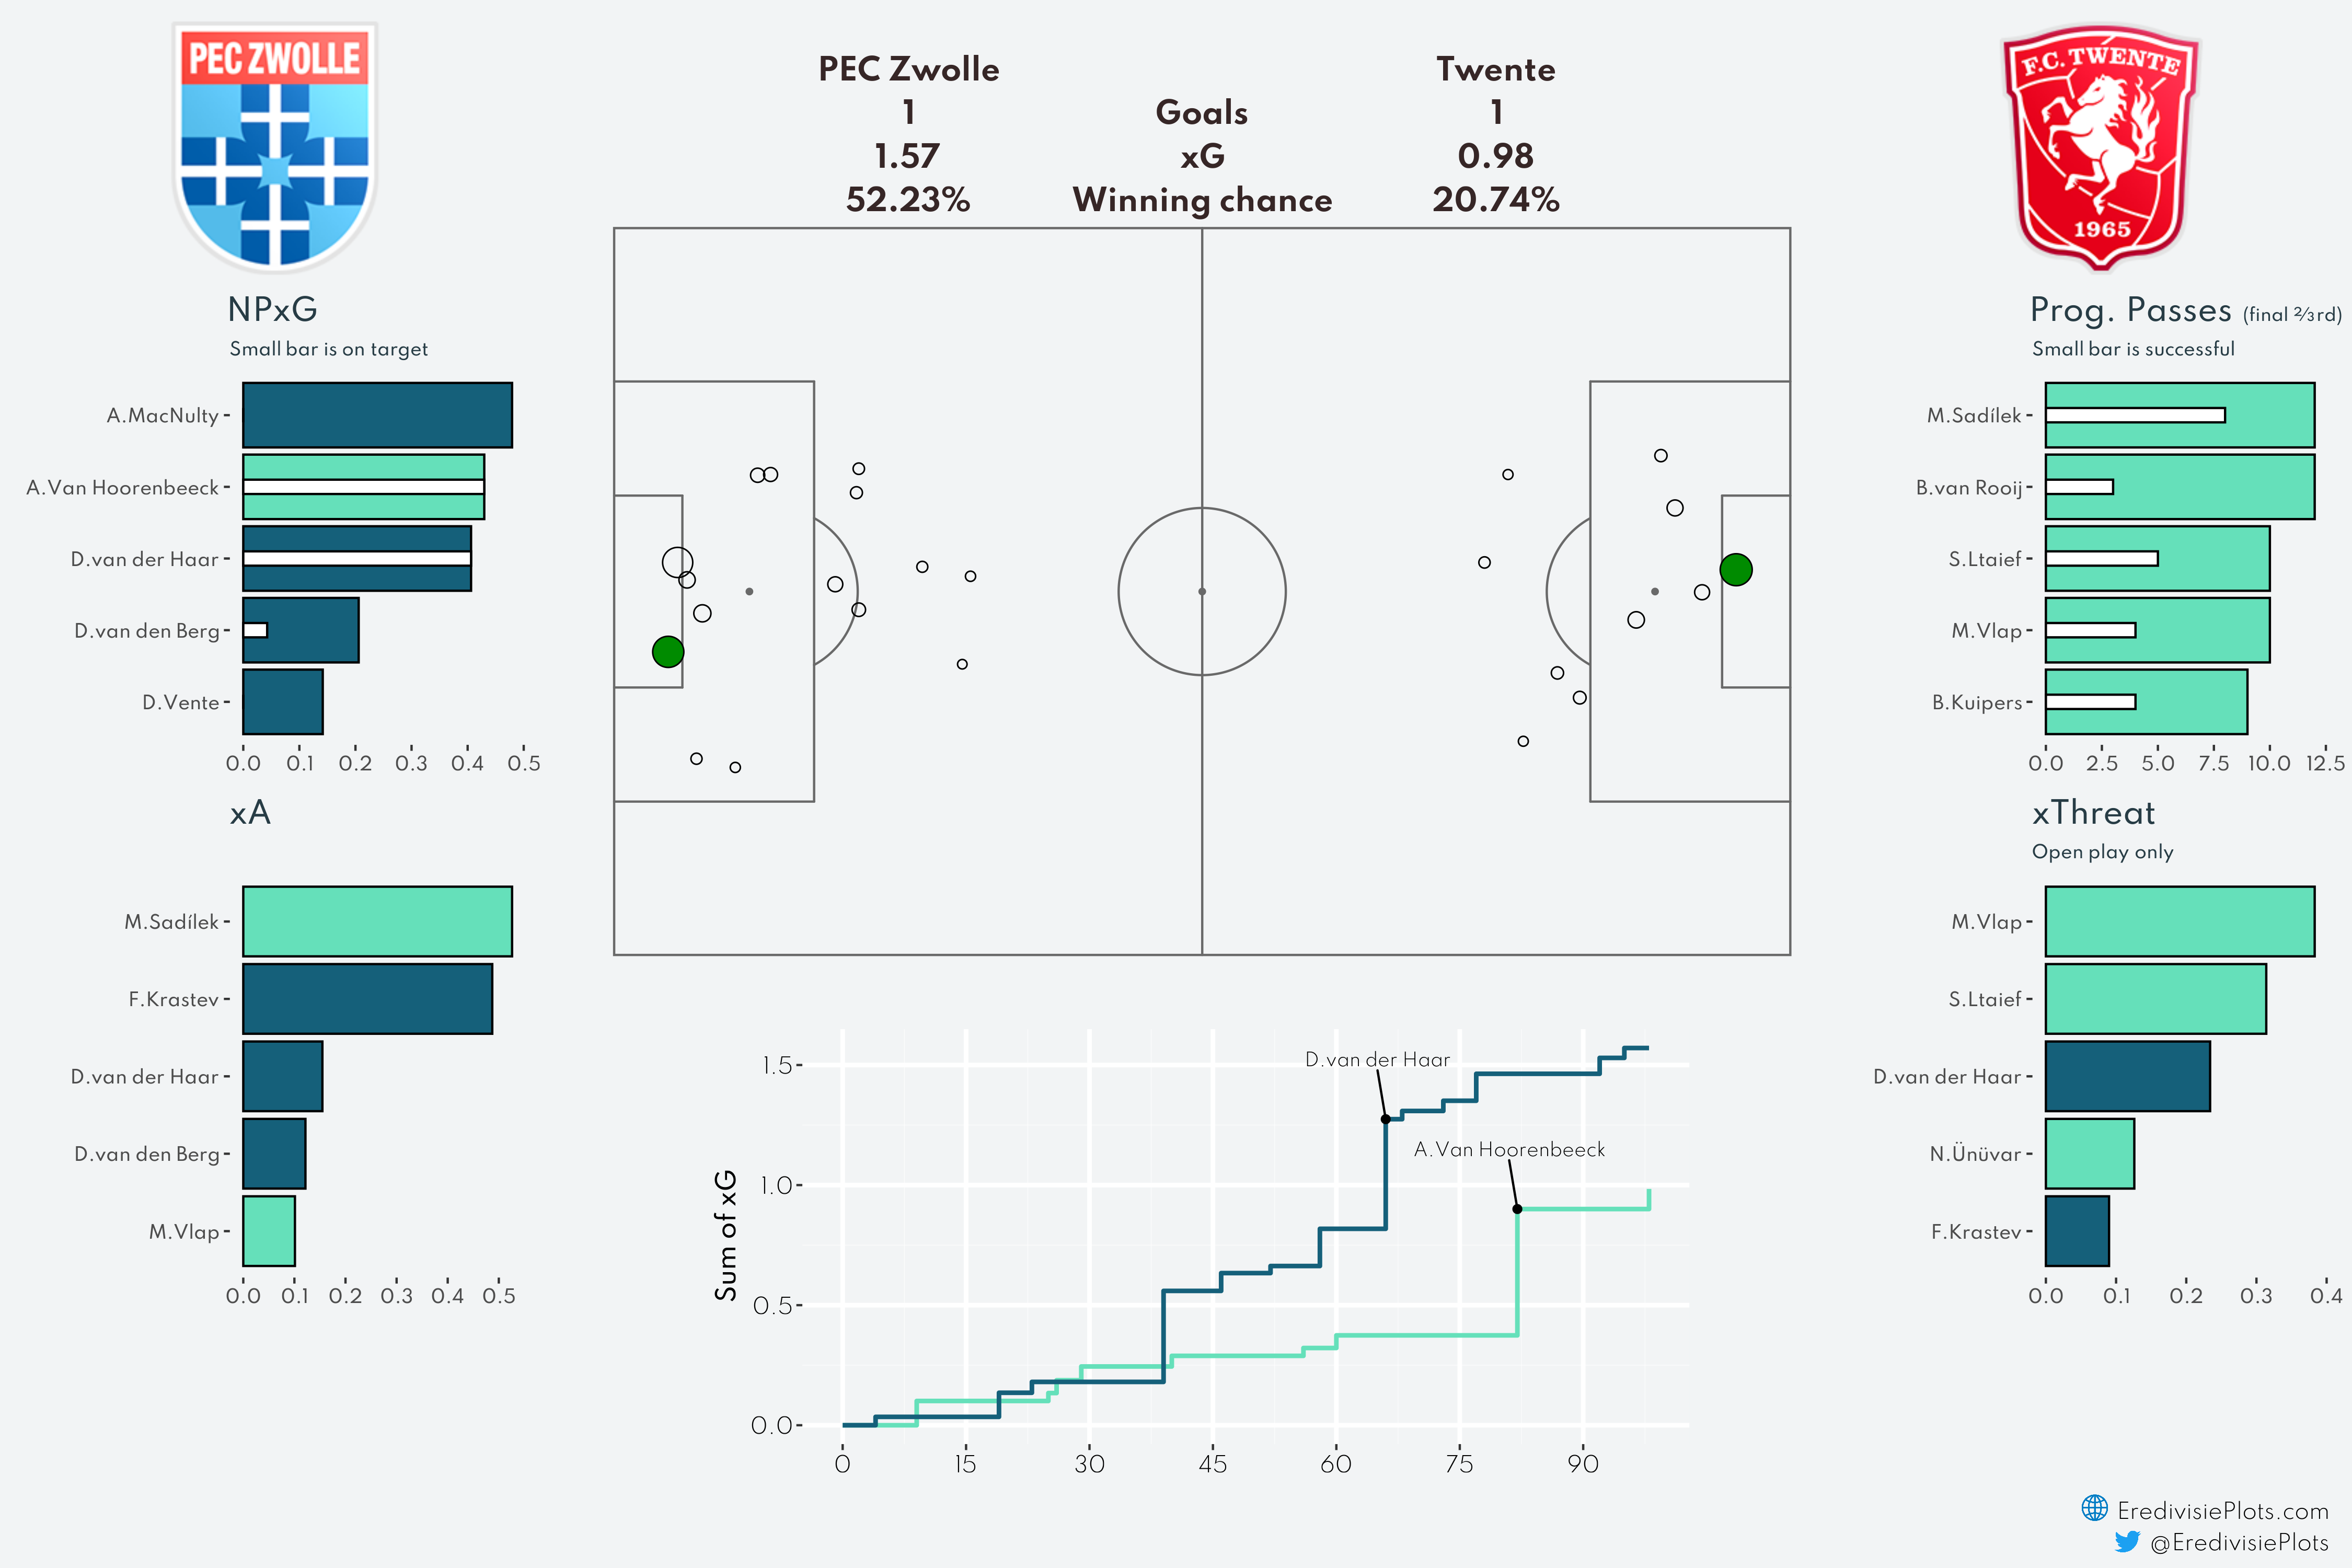 PEC ZWOLLE
F.C. TWENTE
1965
PEC Zwolle Twente
1 Goals 1
1.57 xG 0.98
52.23% Winning chance 20.74%
NPxG
Small bar is on target
A.MacNulty
A.Van Hoorenbeeck
D.van der Haar
D.van den Berg
D.Vente
0.0 0.1 0.2 0.3 0.4 0.5
xA
M.Sadílek
F.Krastev
D.van der Haar
D.van den Berg
M.Vlap
0.0 0.1 0.2 0.3 0.4 0.5
D.van der Haar
A.Van Hoorenbeeck
Sum of xG
1.5
1.0
0.5
0.0
0 15 30 45 60 75 90
Prog. Passes (final ⅔rd)
Small bar is successful
M.Sadílek
B.van Rooij
S.Ltaief
M.Vlap
B.Kuipers
0.0 2.5 5.0 7.5 10.0 12.5
xThreat
Open play only
M.Vlap
S.Ltaief
D.van der Haar
N.Ünüvar
F.Krastev
0.0 0.1 0.2 0.3 0.4
EredivisiePlots.com
@EredivisiePlots